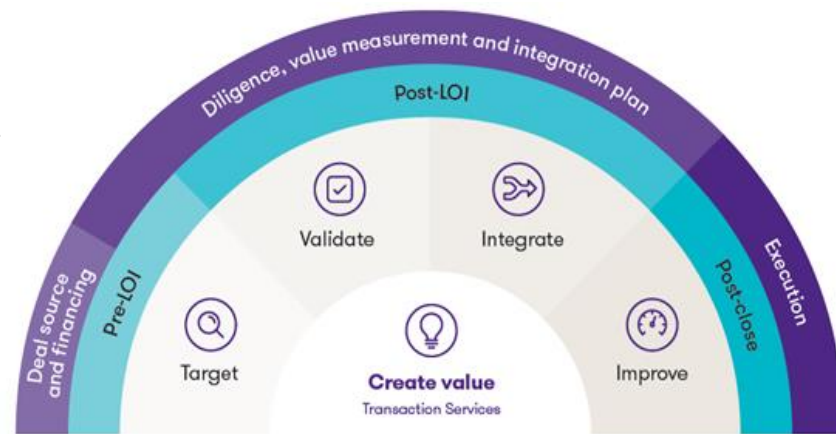 Diligence, value measurement and integration plan
Post-LOI
Validate
Integrate
Deal source
and financing
Pre-LOI
Target
Create value
Transaction Services
Improve
Post-close
Execution